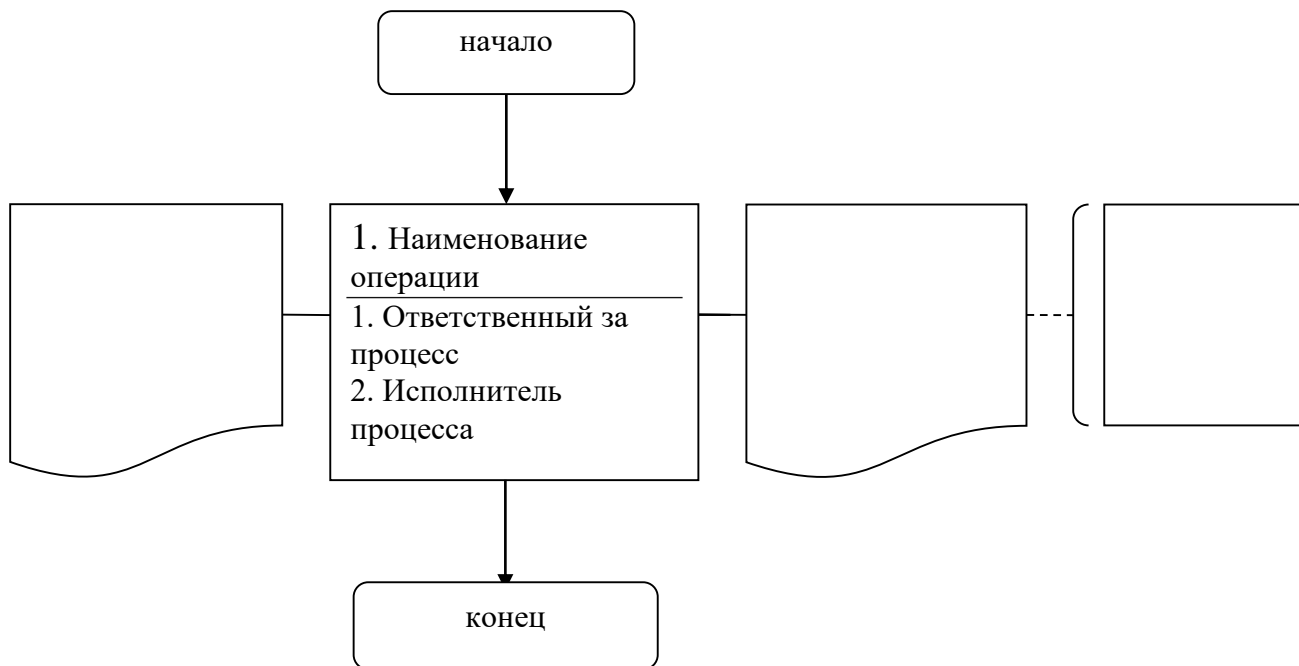 начало
1. Наименование
операции
1. Ответственный за
процесс
2. Исполнитель
процесса
конец